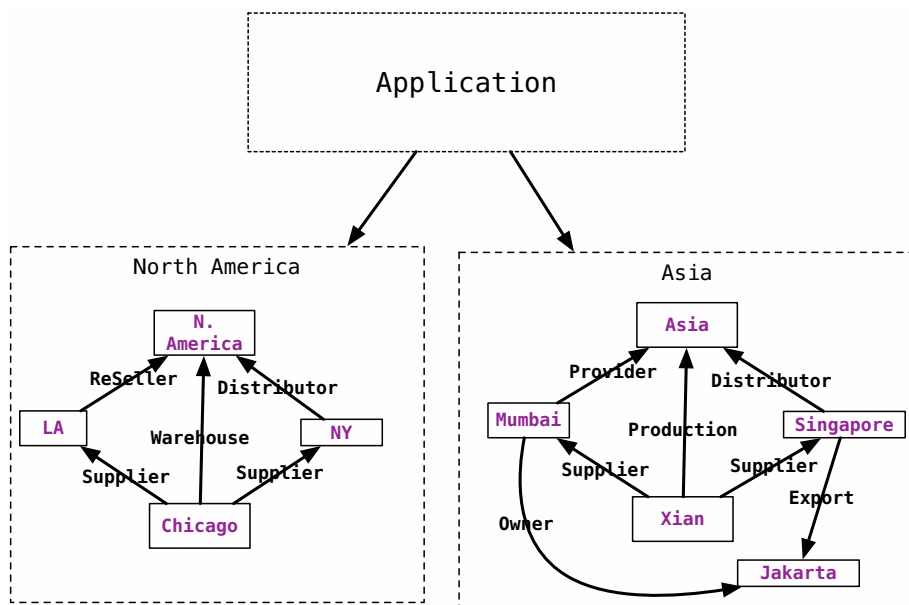 Application
North America
N.
America
ReSeller
Distributor
LA
NY
Warehouse
Supplier
Supplier
Chicago
Asia
Asia
Provider
Distributor
Mumbai
Singapore
Production
Supplier
Supplier
Export
Xian
Owner
Jakarta